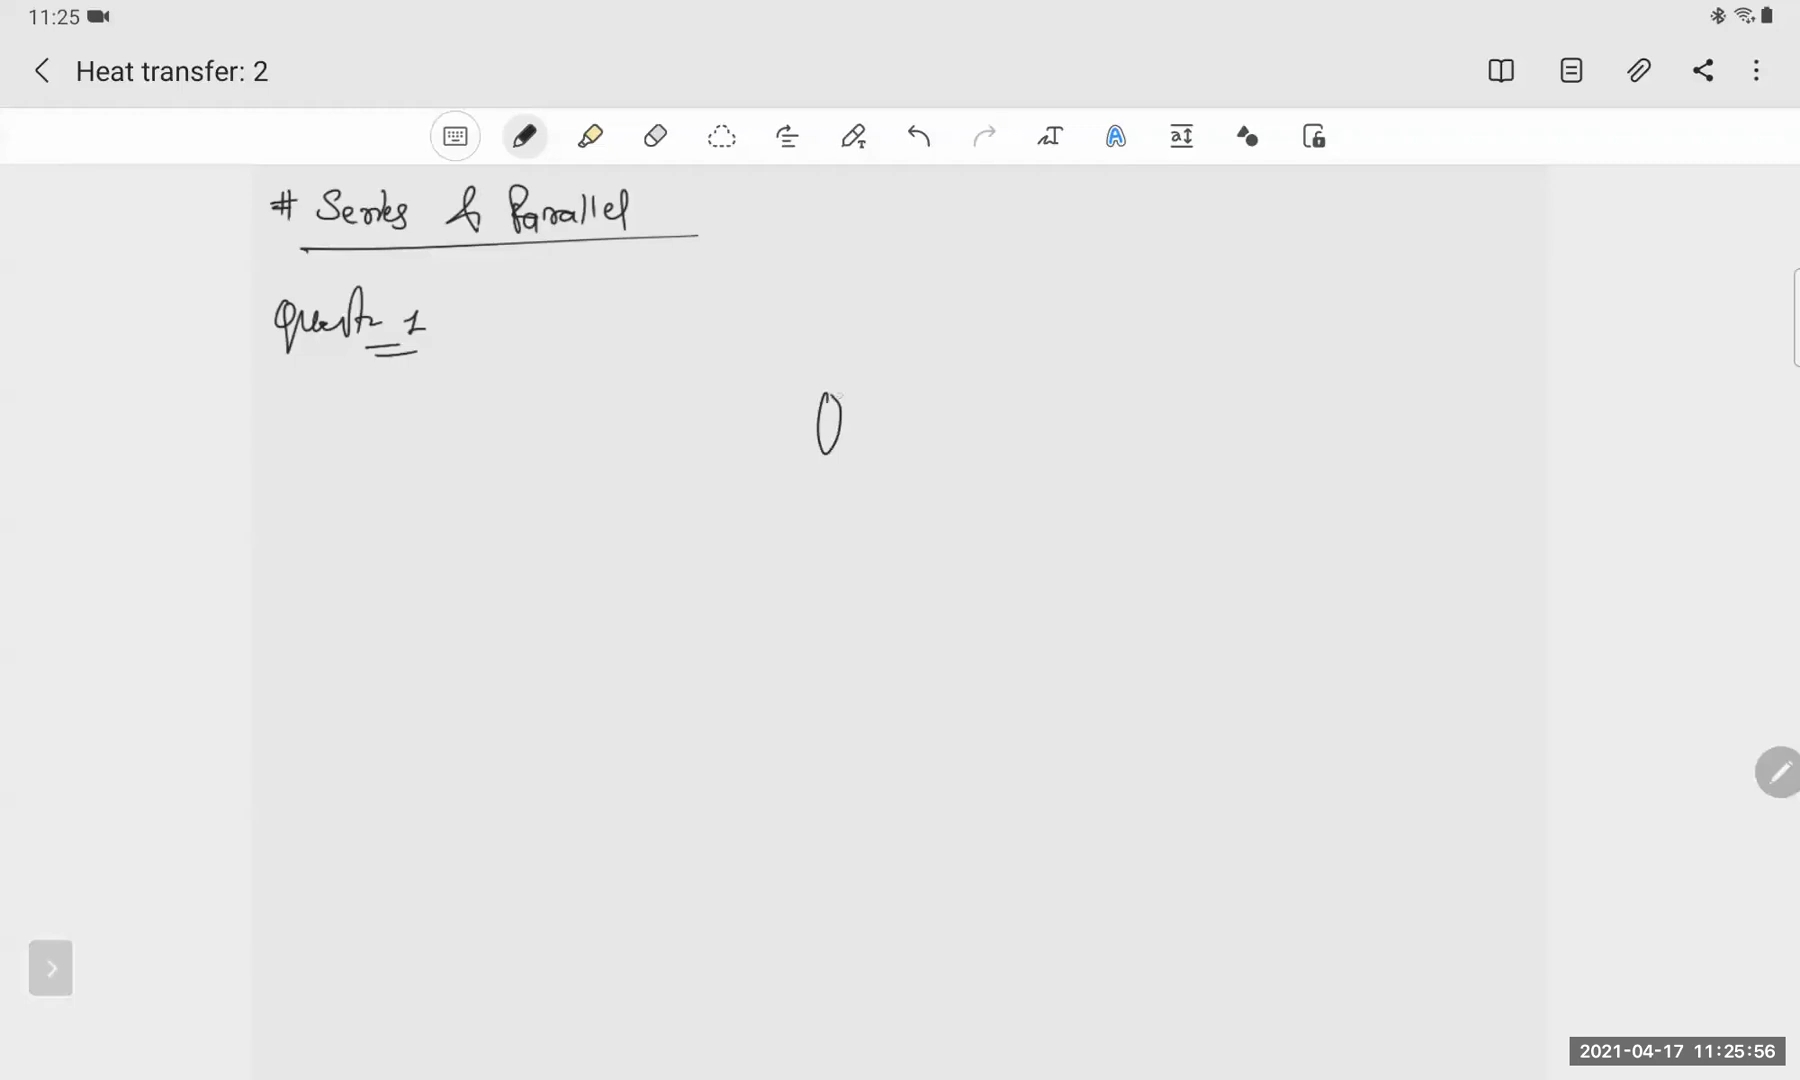 11:25
Heat transfer: 2
# Series & Parallel
Questn 1
2021-04-17 11:25:56